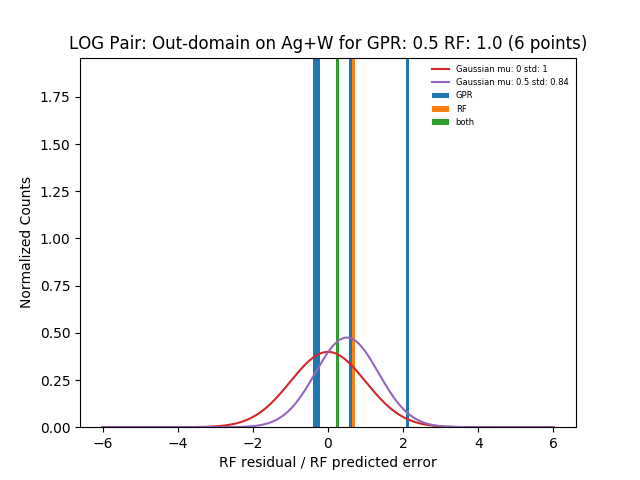 LOG Pair: Out-domain on Ag+W for GPR: 0.5 RF: 1.0 (6 points)
Gaussian mu: 0 std: 1
Gaussian mu: 0.5 std: 0.84
GPR
RF
both
Normalized Counts
1.75
1.50
1.25
1.00
0.75
0.50
0.25
0.00
−6
−4
−2
0
2
4
6
RF residual / RF predicted error